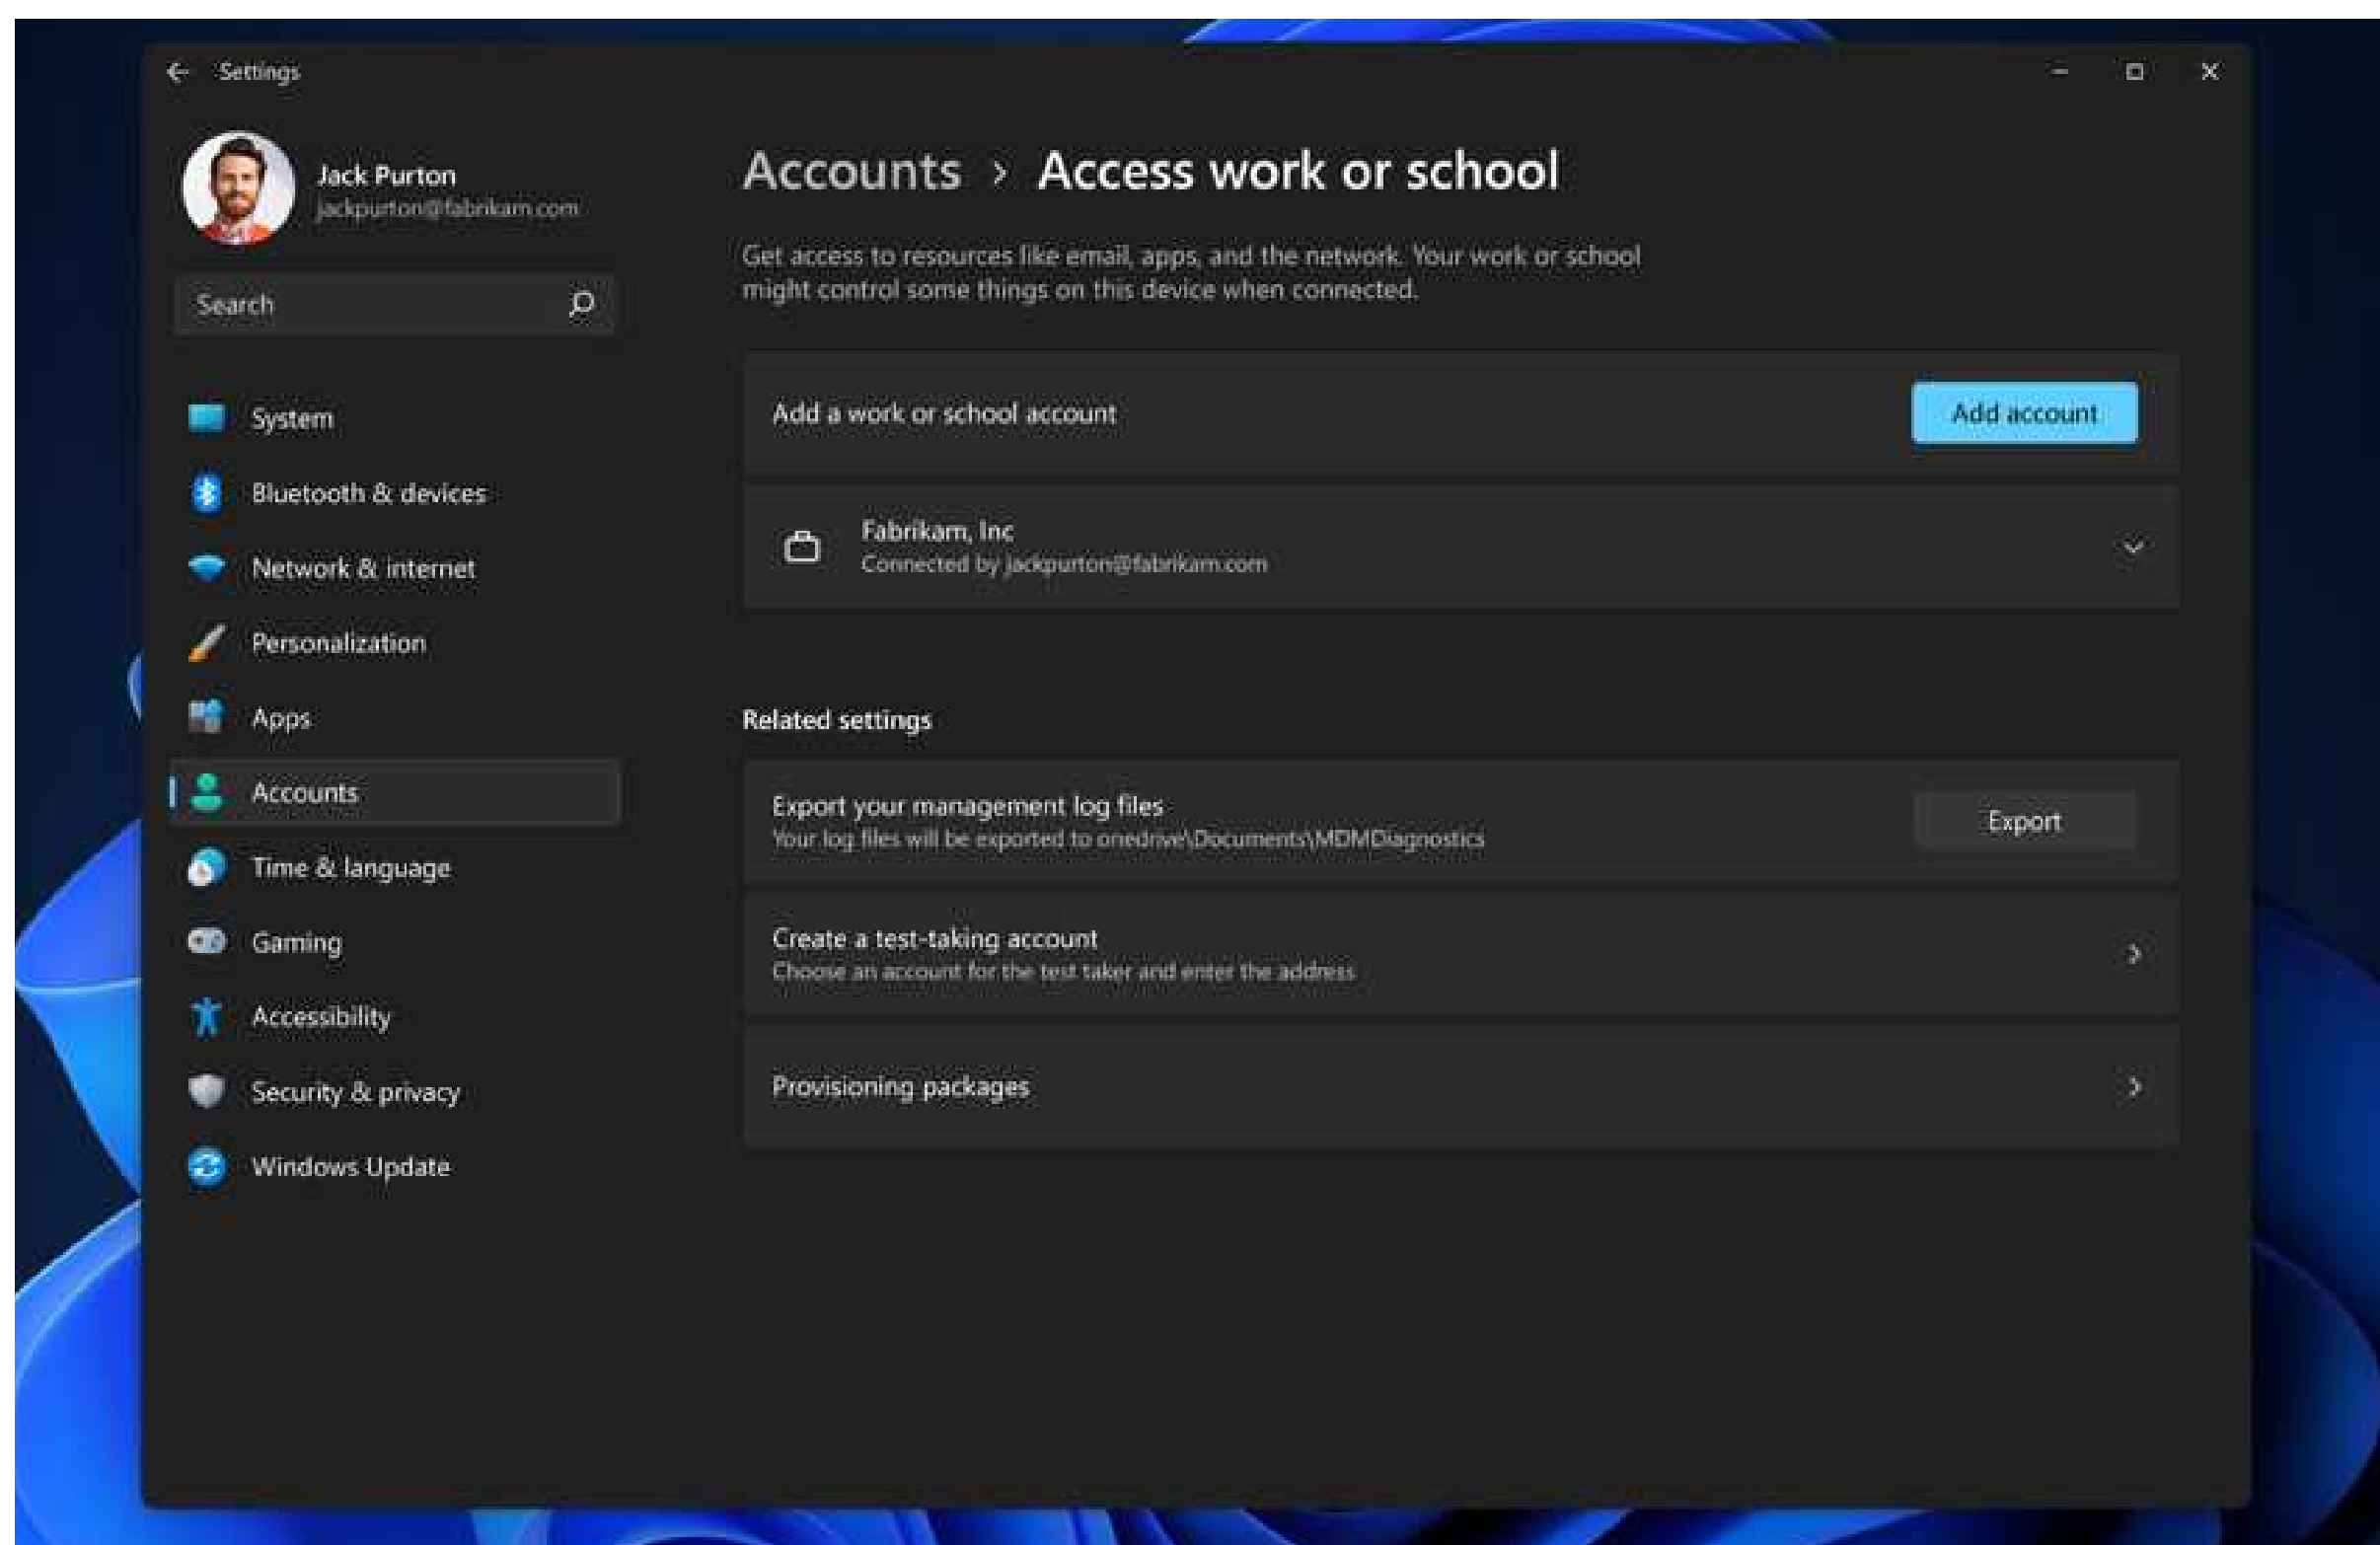 Settings
Jack Purton
jackpurton@fabrikam.com
Search
System
Bluetooth & devices
Network & internet
Personalization
Apps
Accounts
Time & language
Gaming
Accessibility
Security & privacy
Windows Update
Accounts › Access work or school
Get access to resources like email, apps, and the network. Your work or school
might control some things on this device when connected.
Add a work or school account
Add account
Fabrikam, Inc
Connected by jackpurton@fabrikam.com
Related settings
Export your management log files
Your log files will be exported to onedrive\Documents\MDMDiagnostics
Export
Create a test-taking account
Choose an account for the test taker and enter the address
Provisioning packages